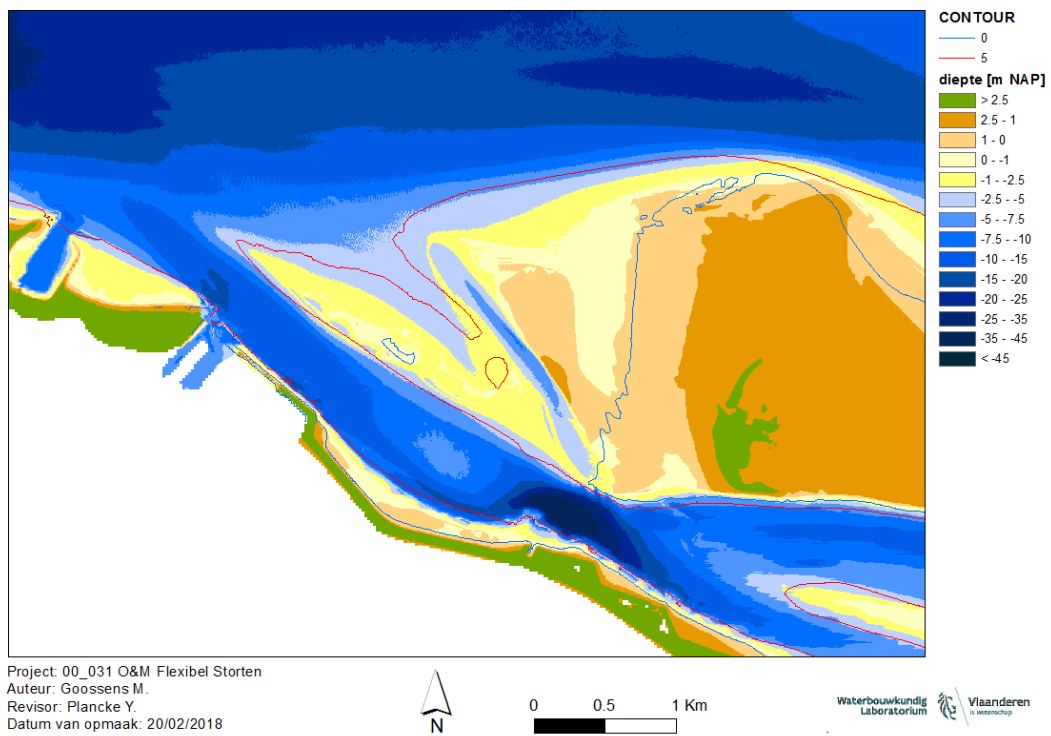 CONTOUR
0
5
diepte [m NAP]
> 2.5
2.5 - 1
1 - 0
0 - -1
-1 - -2.5
-2.5 - -5
-5 - -7.5
-7.5 - -10
-10 - -15
-15 - -20
-20 - -25
-25 - -35
-35 - -45
< -45
Project: 00_031 O&M Flexibel Storten
Auteur: Goossens M.
Revisor: Plancke Y.
Datum van opmaak: 20/02/2018
N
0 0.5 1 Km
Waterbouwkundig
Laboratorium
Vlaanderen
is wetenschap